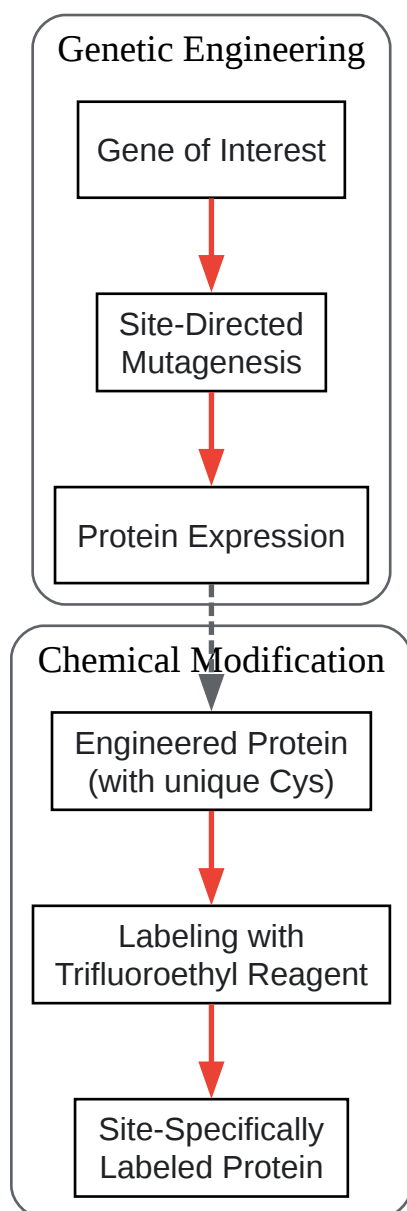 Genetic Engineering
Gene of Interest
Site-Directed
Mutagenesis
Protein Expression
Chemical Modification
Engineered Protein
(with unique Cys)
Labeling with
Trifluoroethyl Reagent
Site-Specifically
Labeled Protein